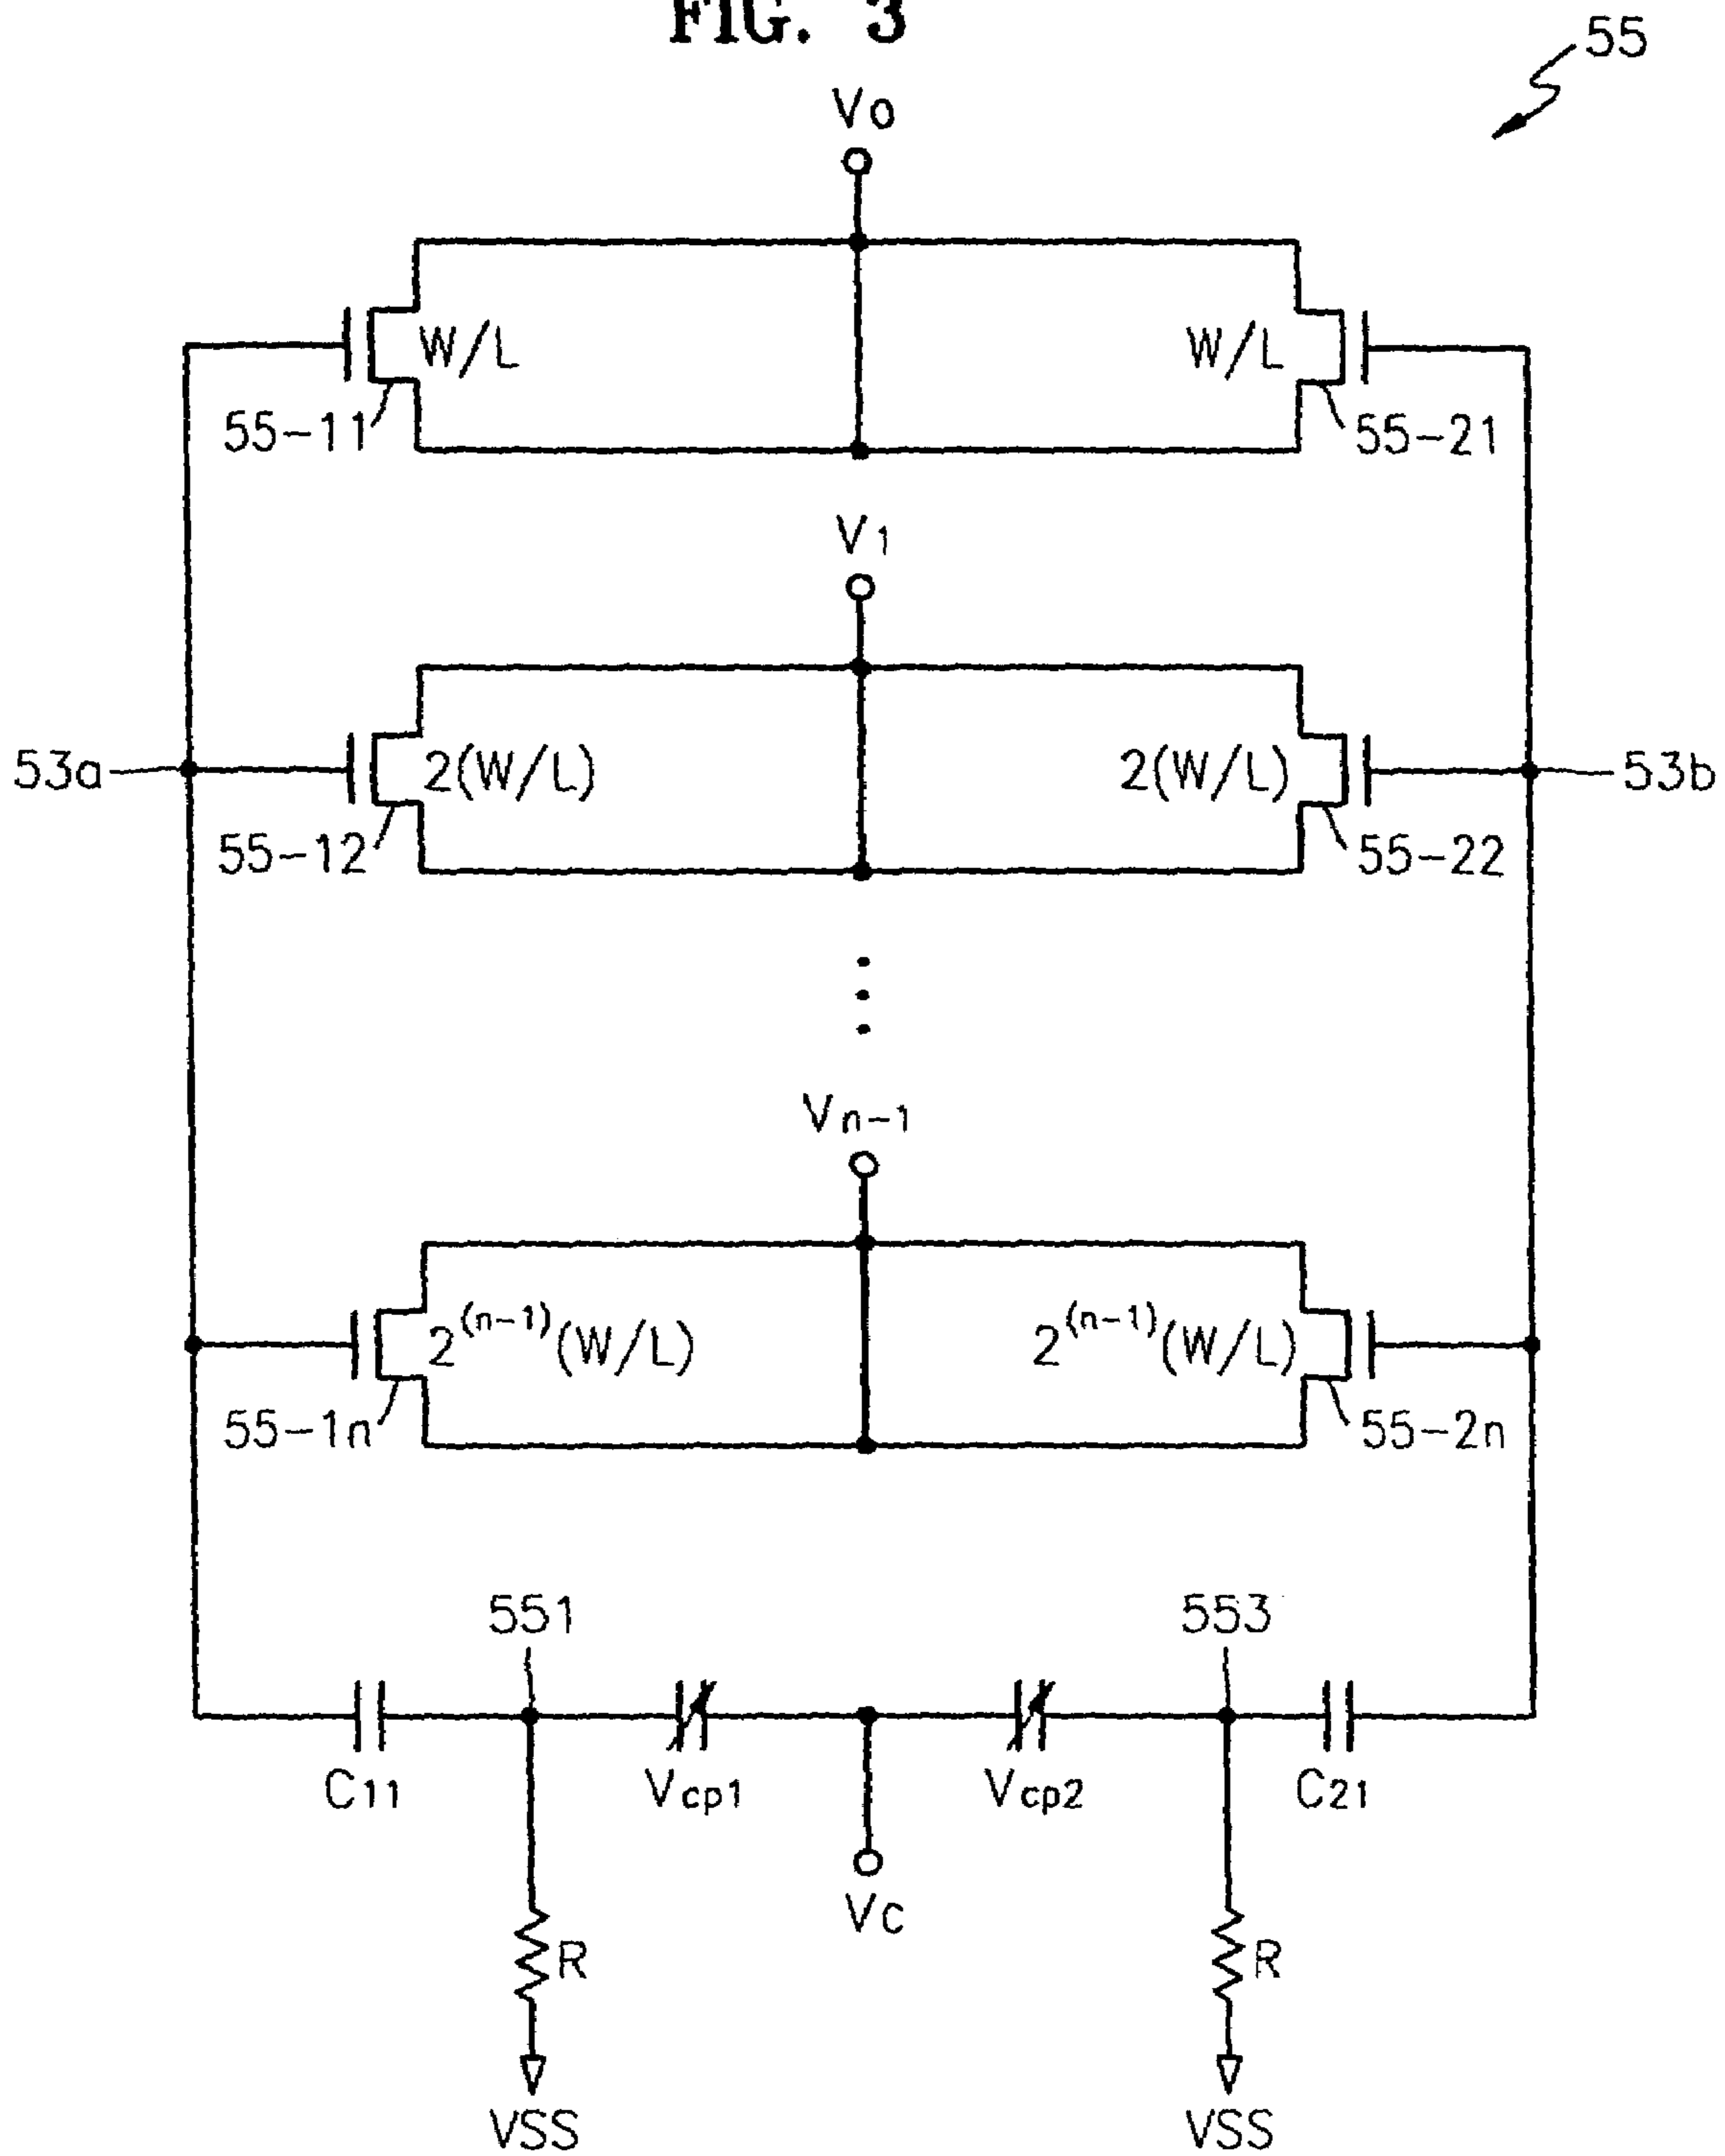 FIG. 3
55
Vo
W/L W/L
55-11 55-21
V1
53a 2(W/L) 2(W/L) 53b
55-12 55-22
Vn-1
2(n-1)(W/L) 2(n-1)(W/L)
55-1n 55-2n
551 553
C11 Vcp1 Vcp2 C21
Vc
R R
VSS VSS